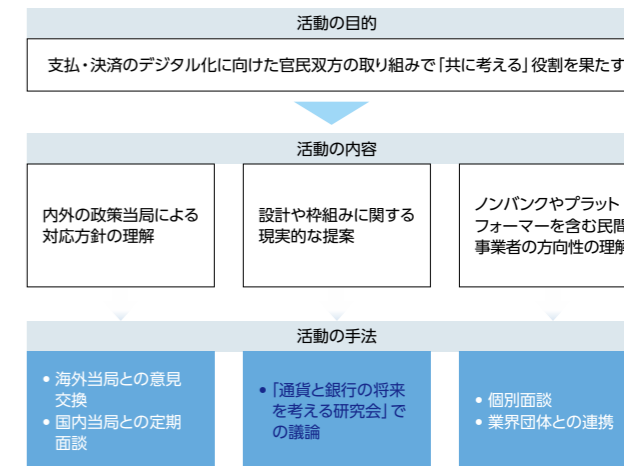 活動の目的
支払・決済のデジタル化に向けた官民双方の取り組みで「共に考える」役割を果たす
活動の内容
内外の政策当局による
対応方針の理解
設計や枠組みに関する
現実的な提案
ノンバンクやプラット
フォーマーを含む民間
事業者の方向性の理解
活動の手法
• 海外当局との意見
交換
• 国内当局との定期
面談
• 「通貨と銀行の将来
を考える研究会」で
の議論
• 個別面談
• 業界団体との連携